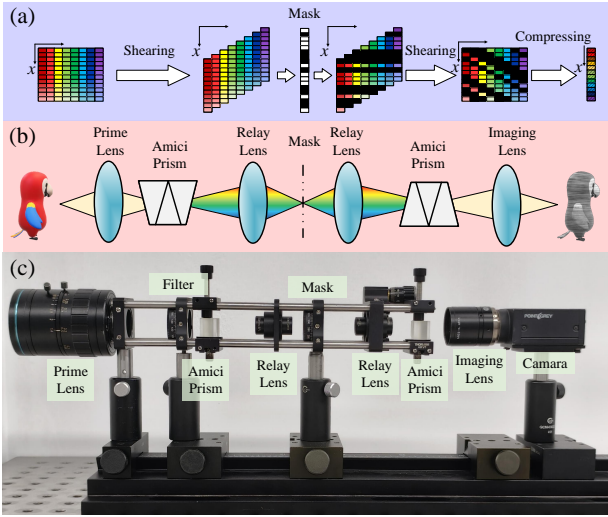 (a)
Mask
x
Shearing
x
x
Shearing
x
Compressing
x
(b)
Prime
Lens
Amici
Prism
Relay
Lens
Mask
Relay
Lens
Amici
Prism
Imaging
Lens
(c)
Filter
Mask
POINTGREY
Prime
Lens
Amici
Prism
Relay
Lens
Relay
Lens
Amici
Prism
Imaging
Lens
Camara